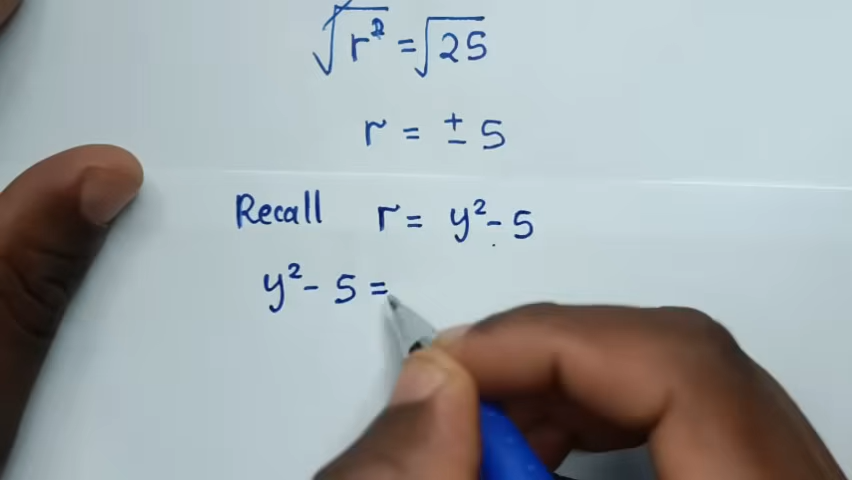 √r² = √25
r = ± 5
Recall r = y² - 5
y² - 5 =